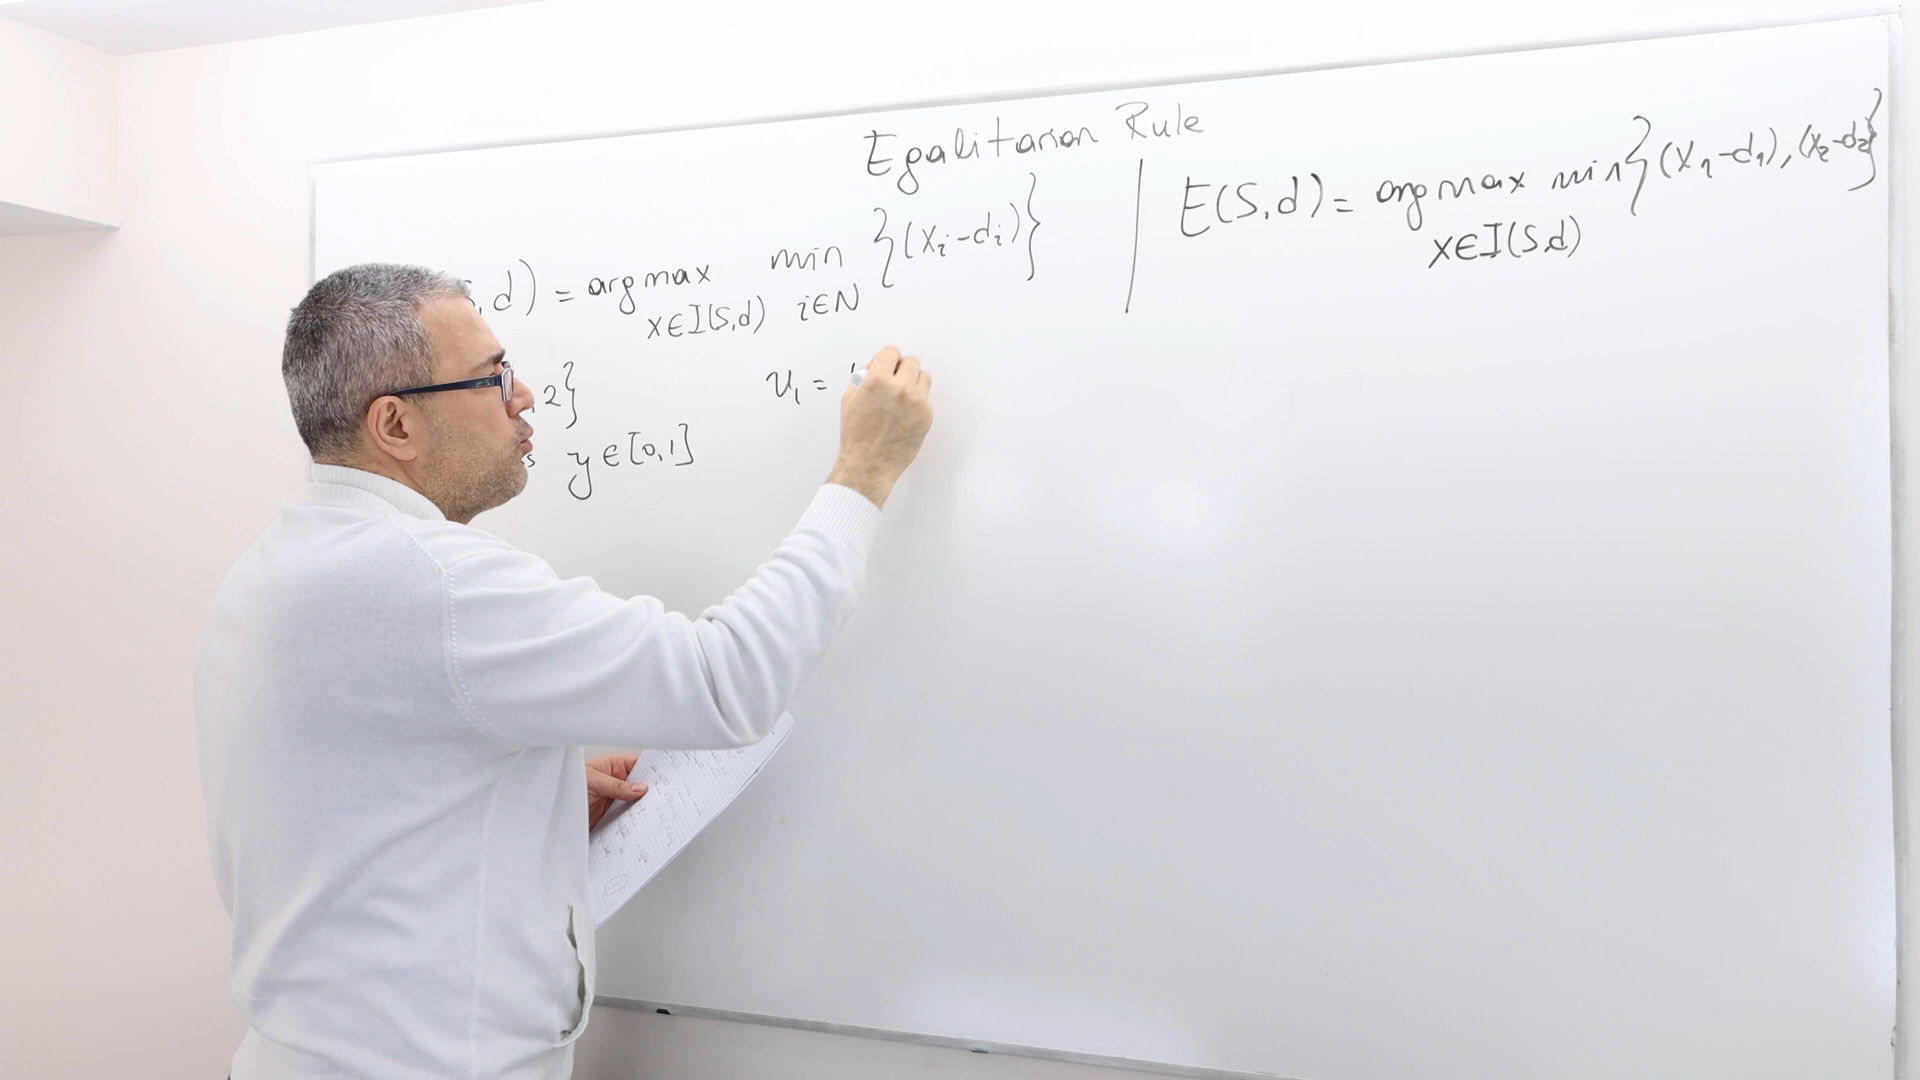 Egalitarian Rule
, d) = argmax min {(xi - di)}
x∈I(S,d) i∈N
E(S,d) = argmax min {(x1-d1), (x2-d2)}
x∈I(S,d)
, 2}
u1 =
s y∈[0,1]